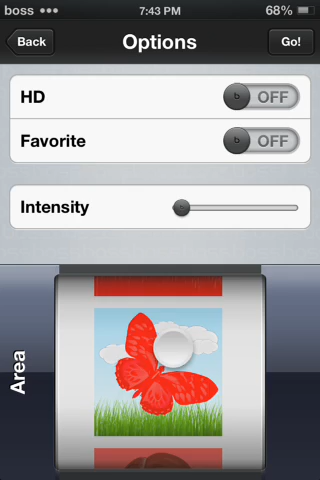 boss 7:43 PM 68%
Back Options Go!
HD OFF
Favorite OFF
Intensity
Area